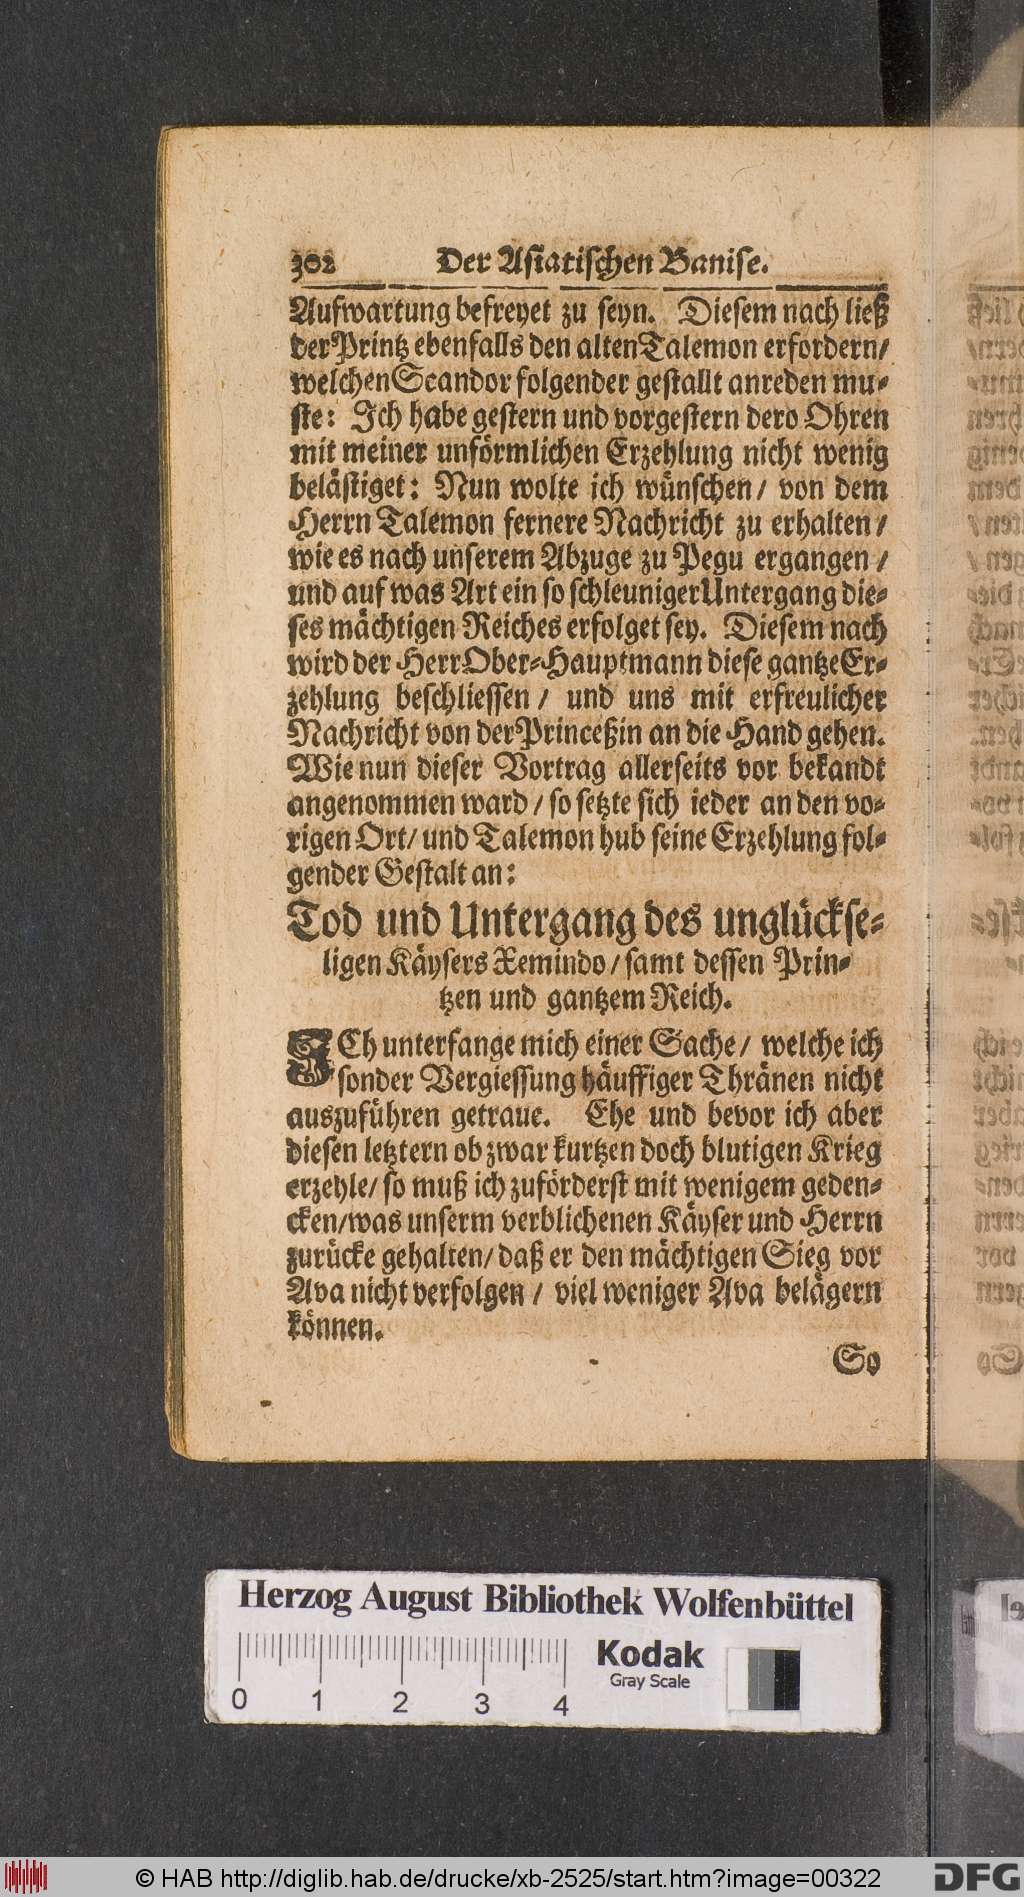 302 Der Asiatischen Banise.
Aufwartung befreyet zu seyn. Diesem nach ließ
der Printz ebenfalls den alten Talemon erfordern/
welchen Scandor folgender gestallt anreden mu-
ste: Ich habe gestern und vorgestern dero Ohren
mit meiner unförmlichen Erzehlung nicht wenig
belästiget: Nun wolte ich wünschen/ von dem
Herrn Talemon fernere Nachricht zu erhalten/
wie es nach unserem Abzuge zu Pegu ergangen/
und auf was Art ein so schleuniger Untergang die-
ses mächtigen Reiches erfolget sey. Diesem nach
wird der Herr Ober-Hauptmann diese gantze Er-
zehlung beschliessen/ und uns mit erfreulicher
Nachricht von der Princeßin an die Hand gehen.
Wie nun dieser Vortrag allerseits vor bekandt
angenommen ward/ so setzte sich ieder an den vo-
rigen Ort/ und Talemon hub seine Erzehlung fol-
gender Gestalt an:
Tod und Untergang des unglückse-
ligen Käysers Xemindo/ samt dessen Prin-
tzen und gantzem Reich.
ICh unterfange mich einer Sache/ welche ich
sonder Vergiessung häuffiger Thränen nicht
auszuführen getraue. Ehe und bevor ich aber
diesen letztern ob zwar kurtzen doch blutigen Krieg
erzehle/ so muß ich zuförderst mit wenigem geden-
cken/ was unserm verblichenen Käyser und Herrn
zurücke gehalten/ daß er den mächtigen Sieg vor
Ava nicht verfolgen/ viel weniger Ava belägern
können.
So
Herzog August Bibliothek Wolfenbüttel
Kodak
Gray Scale
0 1 2 3 4
© HAB http://diglib.hab.de/drucke/xb-2525/start.htm?image=00322
DFG